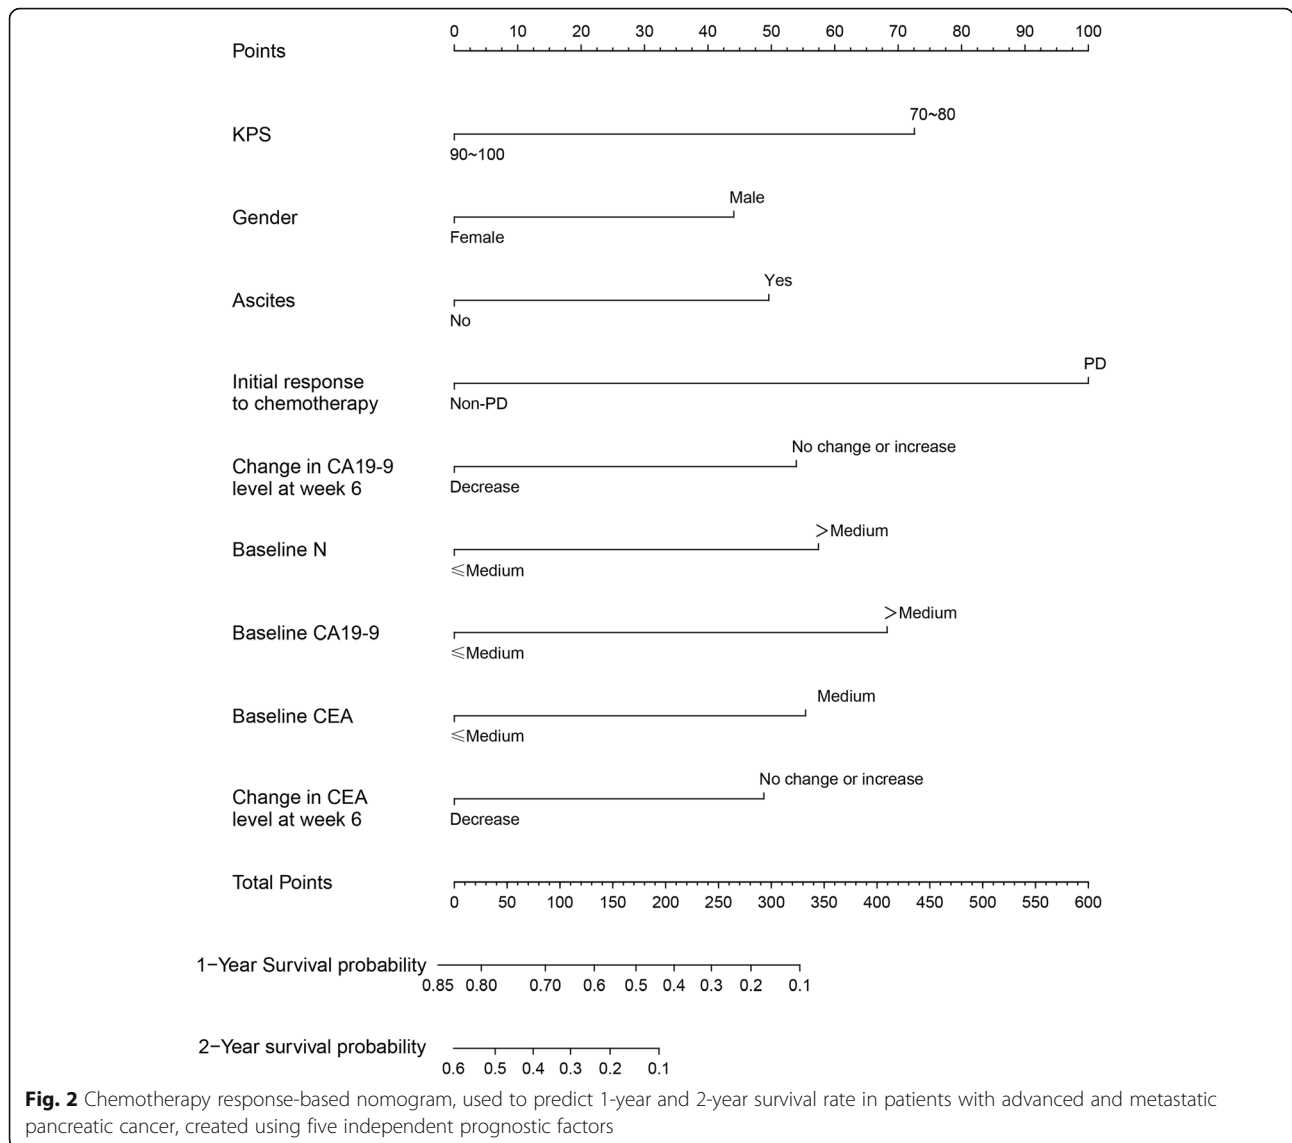 0 10 20 30 40 50 60 70 80 90 100
Points
70~80
KPS
90~100
Male
Gender
Female
Yes
Ascites
No
PD
Initial response
to chemotherapy
Non-PD
No change or increase
Change in CA19-9
level at week 6
Decrease
>Medium
Baseline N
≤Medium
>Medium
Baseline CA19-9
≤Medium
Medium
Baseline CEA
≤Medium
No change or increase
Change in CEA
level at week 6
Decrease
Total Points
0 50 100 150 200 250 300 350 400 450 500 550 600
1−Year Survival probability
0.85 0.80 0.70 0.6 0.5 0.4 0.3 0.2 0.1
2−Year survival probability
0.6 0.5 0.4 0.3 0.2 0.1
Fig. 2 Chemotherapy response-based nomogram, used to predict 1-year and 2-year survival rate in patients with advanced and metastatic
pancreatic cancer, created using five independent prognostic factors